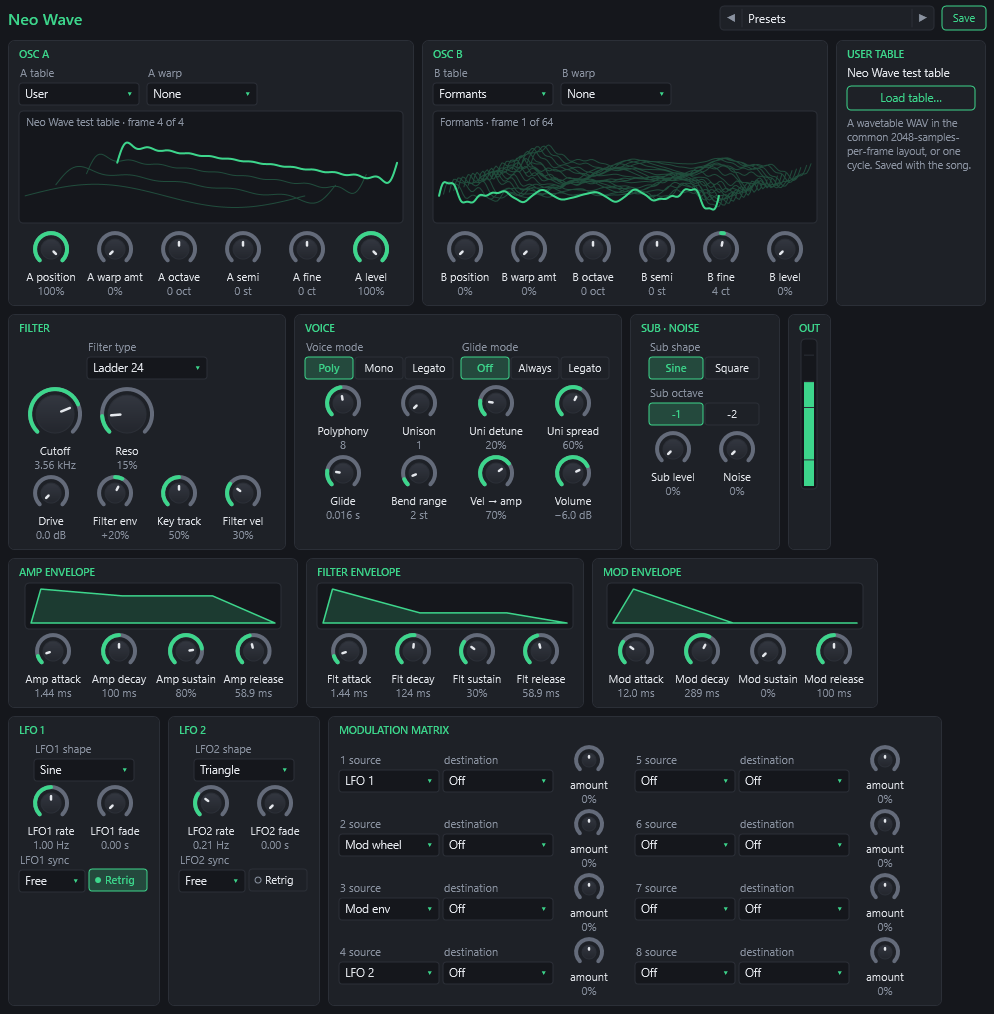 Neo Wave
Presets
Save
OSC A
A table
A warp
User
None
Neo Wave test table · frame 4 of 4
A position
A warp amt
A octave
A semi
A fine
A level
100%
0%
0 oct
0 st
0 ct
100%
OSC B
B table
B warp
Formants
None
Formants · frame 1 of 64
B position
B warp amt
B octave
B semi
B fine
B level
0%
0%
0 oct
0 st
4 ct
0%
USER TABLE
Neo Wave test table
Load table...
A wavetable WAV in the
common 2048-samples-
per-frame layout, or one
cycle. Saved with the song.
FILTER
Filter type
Ladder 24
Cutoff
Reso
3.56 kHz
15%
Drive
Filter env
Key track
Filter vel
0.0 dB
+20%
50%
30%
VOICE
Voice mode
Glide mode
Poly
Mono
Legato
Off
Always
Legato
Polyphony
Unison
Uni detune
Uni spread
8
1
20%
60%
Glide
Bend range
Vel → amp
Volume
0.016 s
2 st
70%
−6.0 dB
SUB · NOISE
Sub shape
Sine
Square
Sub octave
-1
-2
Sub level
Noise
0%
0%
OUT
AMP ENVELOPE
Amp attack
Amp decay
Amp sustain
Amp release
1.44 ms
100 ms
80%
58.9 ms
FILTER ENVELOPE
Flt attack
Flt decay
Flt sustain
Flt release
1.44 ms
124 ms
30%
58.9 ms
MOD ENVELOPE
Mod attack
Mod decay
Mod sustain
Mod release
12.0 ms
289 ms
0%
100 ms
LFO 1
LFO1 shape
Sine
LFO1 rate
LFO1 fade
1.00 Hz
0.00 s
LFO1 sync
Free
Retrig
LFO 2
LFO2 shape
Triangle
LFO2 rate
LFO2 fade
0.21 Hz
0.00 s
LFO2 sync
Free
Retrig
MODULATION MATRIX
1 source
destination
LFO 1
Off
amount
0%
2 source
destination
Mod wheel
Off
amount
0%
3 source
destination
Mod env
Off
amount
0%
4 source
destination
LFO 2
Off
amount
0%
5 source
destination
Off
Off
amount
0%
6 source
destination
Off
Off
amount
0%
7 source
destination
Off
Off
amount
0%
8 source
destination
Off
Off
amount
0%